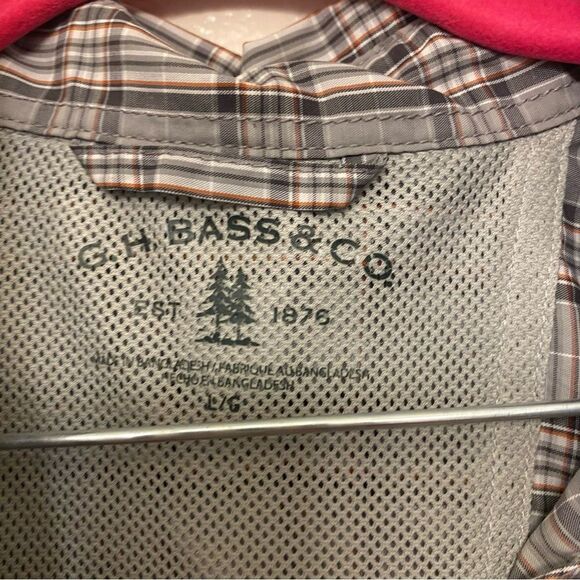 G.H. BASS & CO.
EST 1876
MADE IN BANGLADESH / FABRIQUE AU BANGLADESH
HECHO EN BANGLADESH
L/G